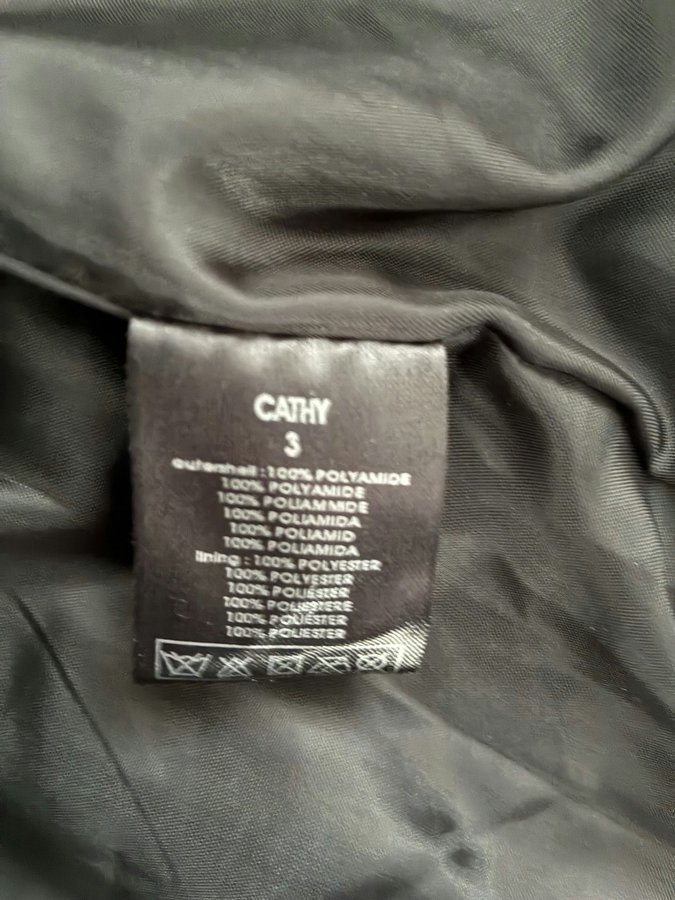 CATHY
3
outershell : 100% POLYAMIDE
100% POLYAMIDE
100% POLIAMMIDE
100% POLIAMIDA
100% POLIAMID
100% POLIAMIDA
lining : 100% POLYESTER
100% POLYESTER
100% POLIÉSTER
100% POLIESTERE
100% POLIÉSTER
100% POLIESTER